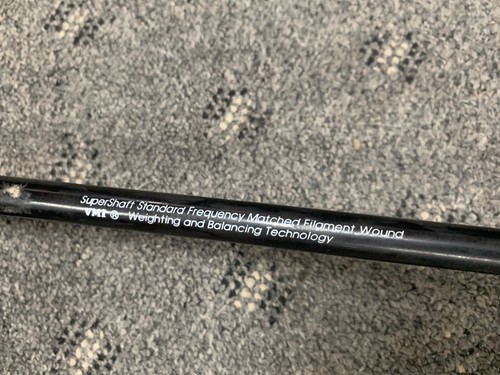 SuperShaft Standard Frequency Matched Filament Wound
VMI ® Weighting and Balancing Technology